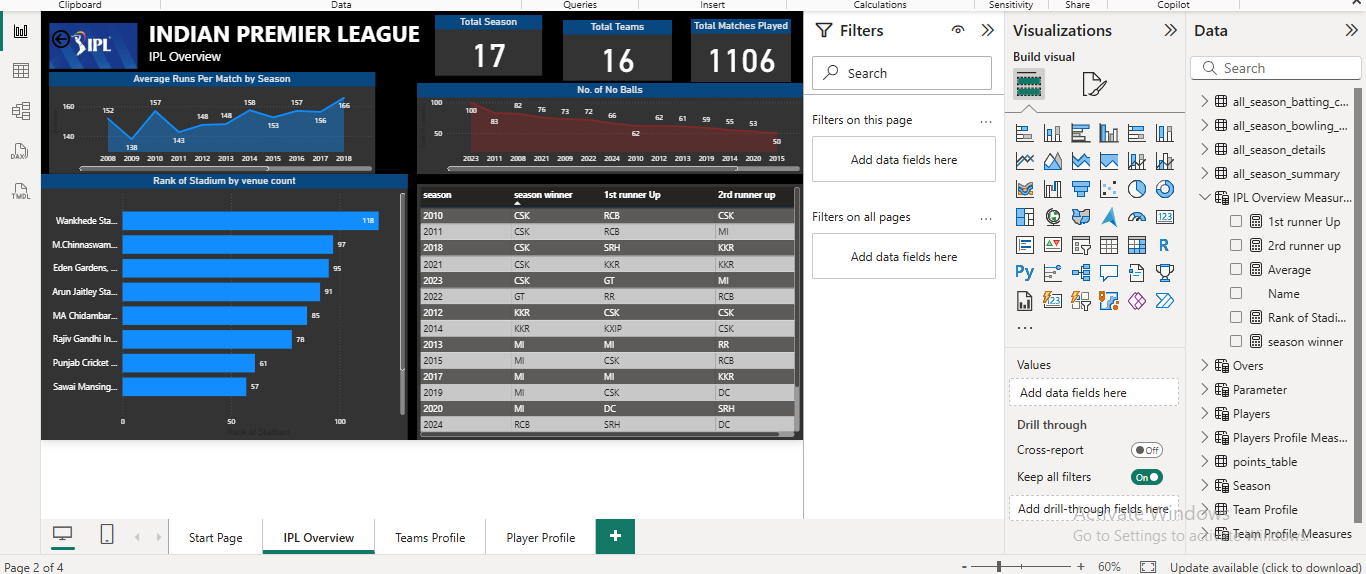 Clipboard Data Queries Insert Calculations Sensitivity Share Copilot
IPL
INDIAN PREMIER LEAGUE
IPL Overview
Total Season
17
Total Teams
16
Total Matches Played
1106
Average Runs Per Match by Season
160
140
152 138 157 143 148 148 158 153 157 156 166
2008 2009 2010 2011 2012 2013 2014 2015 2016 2017 2018
No. of No Balls
100
50
100 83 82 76 73 72 66 62 62 61 59 55 53 50
2023 2011 2008 2021 2009 2022 2024 2010 2012 2013 2019 2014 2020 2015
Rank of Stadium by venue count
Wankhede Sta... 118
M.Chinnaswam... 97
Eden Gardens, ... 95
Arun Jaitley Sta... 91
MA Chidambar... 85
Rajiv Gandhi In... 78
Punjab Cricket ... 61
Sawai Mansing... 57
0 50 100
Rank of Stadium
season season winner 1st runner Up 2rd runner up
2010 CSK RCB CSK
2011 CSK RCB MI
2018 CSK SRH KKR
2021 CSK KKR KKR
2023 CSK GT MI
2022 GT RR RCB
2012 KKR CSK CSK
2014 KKR KXIP CSK
2013 MI MI RR
2015 MI CSK RCB
2017 MI MI KKR
2019 MI CSK DC
2020 MI DC SRH
2024 RCB SRH DC
Filters
Search
Filters on this page ...
Add data fields here
Filters on all pages ...
Add data fields here
Visualizations
Build visual
123
R
Py
123
...
Values
Add data fields here
Drill through
Cross-report Off
Keep all filters On
Add drill-through fields here
Data
Search
all_season_batting_c...
all_season_bowling_...
all_season_details
all_season_summary
IPL Overview Measur...
1st runner Up
2rd runner up
Average
Name
Rank of Stadi...
season winner
Overs
Parameter
Players
Players Profile Meas...
points_table
Season
Team Profile
Team Profile Measures
Activate Windows
Go to Settings to activate Windows.
DAX
TMDL
Start Page IPL Overview Teams Profile Player Profile +
Page 2 of 4 - + 60% Update available (click to download)